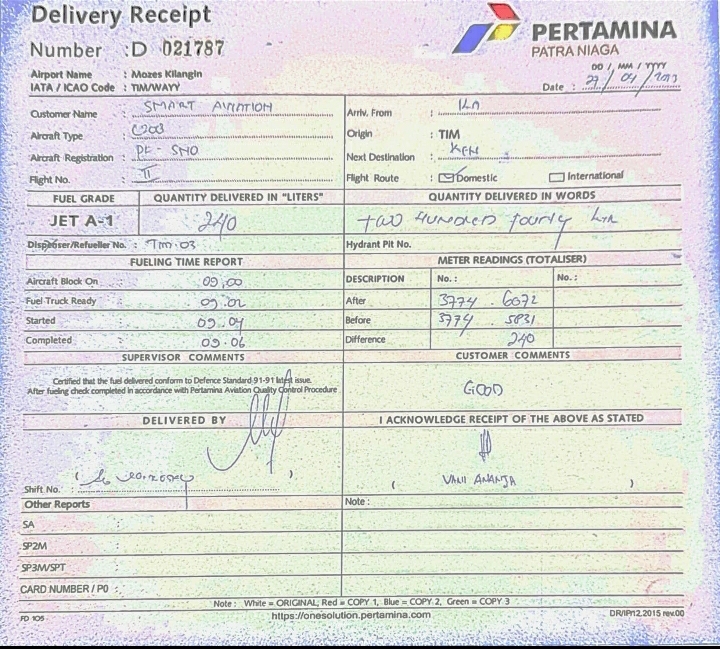 Delivery Receipt
Number :D 021787
PERTAMINA
PATRA NIAGA
Airport Name : Mozes Kilangin
IATA / ICAO Code : TIM/WAYY
DD / MM / YYYY
Date : 27 / 04 /
Customer Name : SMART AVIATION
Arriv. From :
Aircraft Type : C208
Origin : TIM
Aircraft Registration : PK - SNO
Next Destination :
Flight No. : II
Flight Route : Domestic International
FUEL GRADE QUANTITY DELIVERED IN "LITERS" QUANTITY DELIVERED IN WORDS
JET A-1 240 two Hundred fourly Ltr
Dispenser/Refueller No. : Tm.03 Hydrant Pit No.
FUELING TIME REPORT METER READINGS (TOTALISER)
Aircraft Block On : 09.00 DESCRIPTION No. : No. :
Fuel Truck Ready : 09.02 After 3774 . 6072
Started : 09.04 Before 3774 . 5831
Completed : 09.06 Difference 240
SUPERVISOR COMMENTS CUSTOMER COMMENTS
Certified that the fuel delivered conform to Defence Standard 91-91 latest issue.
After fueling check completed in accordance with Pertamina Aviation Quality Control Procedure
GOOD
DELIVERED BY I ACKNOWLEDGE RECEIPT OF THE ABOVE AS STATED
( ) ( VANI ANANJA )
Shift No. :
Other Reports Note :
SA :
SP2M :
SP3M/SPT :
CARD NUMBER / PO :
Note : White = ORIGINAL, Red = COPY 1, Blue = COPY 2, Green = COPY 3
FD 105 https://onesolution.pertamina.com DR/IP/12.2015 rev.00